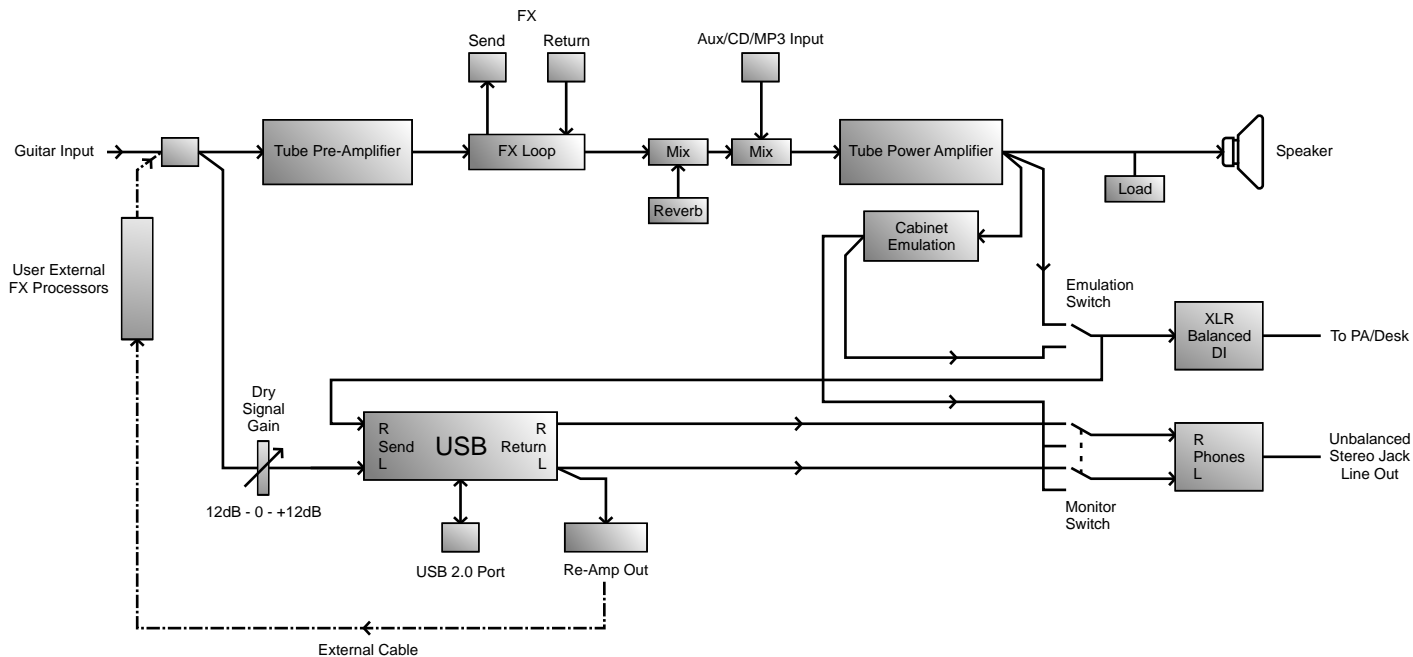 FX
Send
Return
Aux/CD/MP3 Input
Guitar Input
Tube Pre-Amplifier
FX Loop
Mix
Mix
Tube Power Amplifier
Speaker
Load
Reverb
Cabinet
Emulation
User External
FX Processors
Emulation
Switch
XLR
Balanced
DI
To PA/Desk
Dry
Signal
Gain
R
Send
L
USB
R
Return
L
R
Phones
L
Unbalanced
Stereo Jack
Line Out
12dB - 0 - +12dB
Monitor
Switch
USB 2.0 Port
Re-Amp Out
External Cable